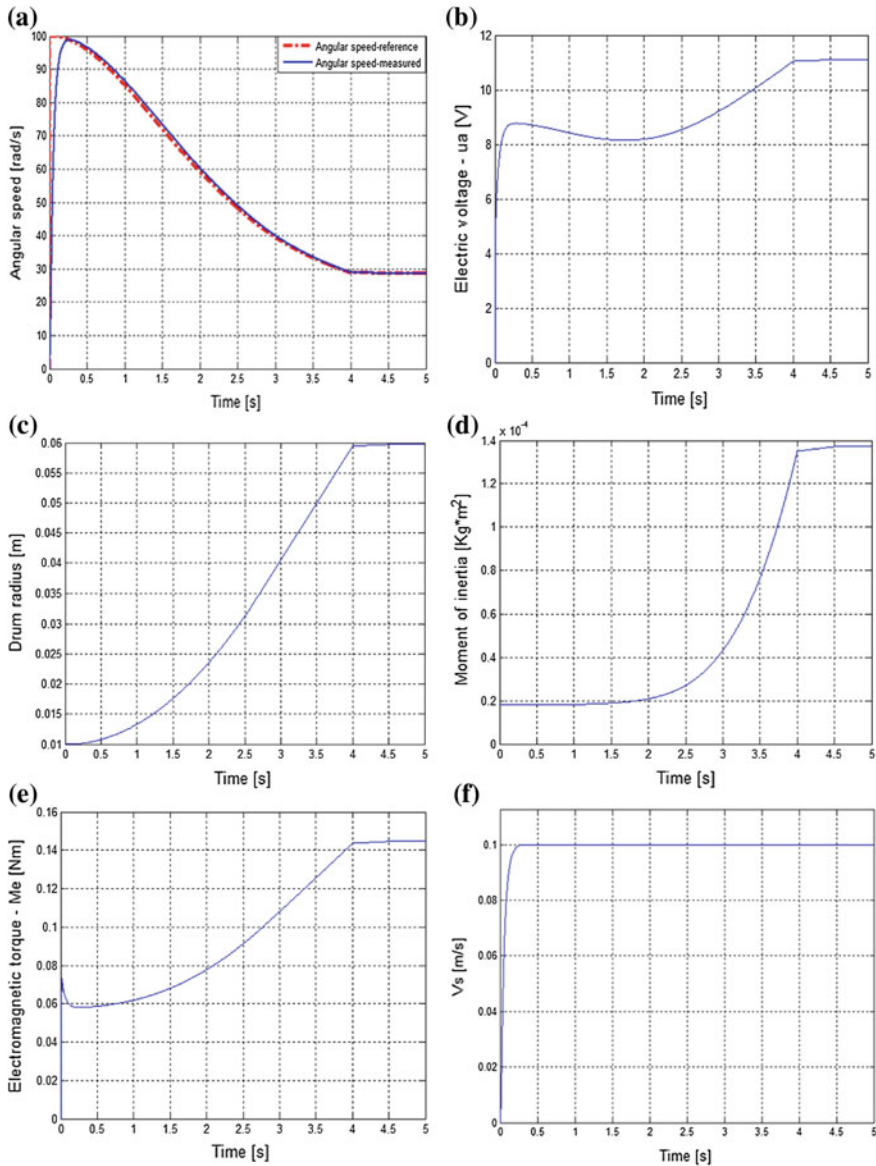 (a)
100
90
80
70
60
50
40
30
20
10
0
Angular speed [rad/s]
Angular speed-reference
Angular speed-measured
0 0.5 1 1.5 2 2.5 3 3.5 4 4.5 5
Time [s]
(b)
12
10
8
6
4
2
0
Electric voltage - ua [V]
0 0.5 1 1.5 2 2.5 3 3.5 4 4.5 5
Time [s]
(c)
0.06
0.055
0.05
0.045
0.04
0.035
0.03
0.025
0.02
0.015
0.01
Drum radius [m]
0 0.5 1 1.5 2 2.5 3 3.5 4 4.5 5
Time [s]
(d)
x 10⁻⁴
1.4
1.2
1
0.8
0.6
0.4
0.2
0
Moment of inertia [Kg*m²]
0 0.5 1 1.5 2 2.5 3 3.5 4 4.5 5
Time [s]
(e)
0.16
0.14
0.12
0.1
0.08
0.06
0.04
0.02
0
Electromagnetic torque - Me [Nm]
0 0.5 1 1.5 2 2.5 3 3.5 4 4.5 5
Time [s]
(f)
0.1
0.08
0.06
0.04
0.02
0
Vs [m/s]
0 0.5 1 1.5 2 2.5 3 3.5 4 4.5 5
Time [s]